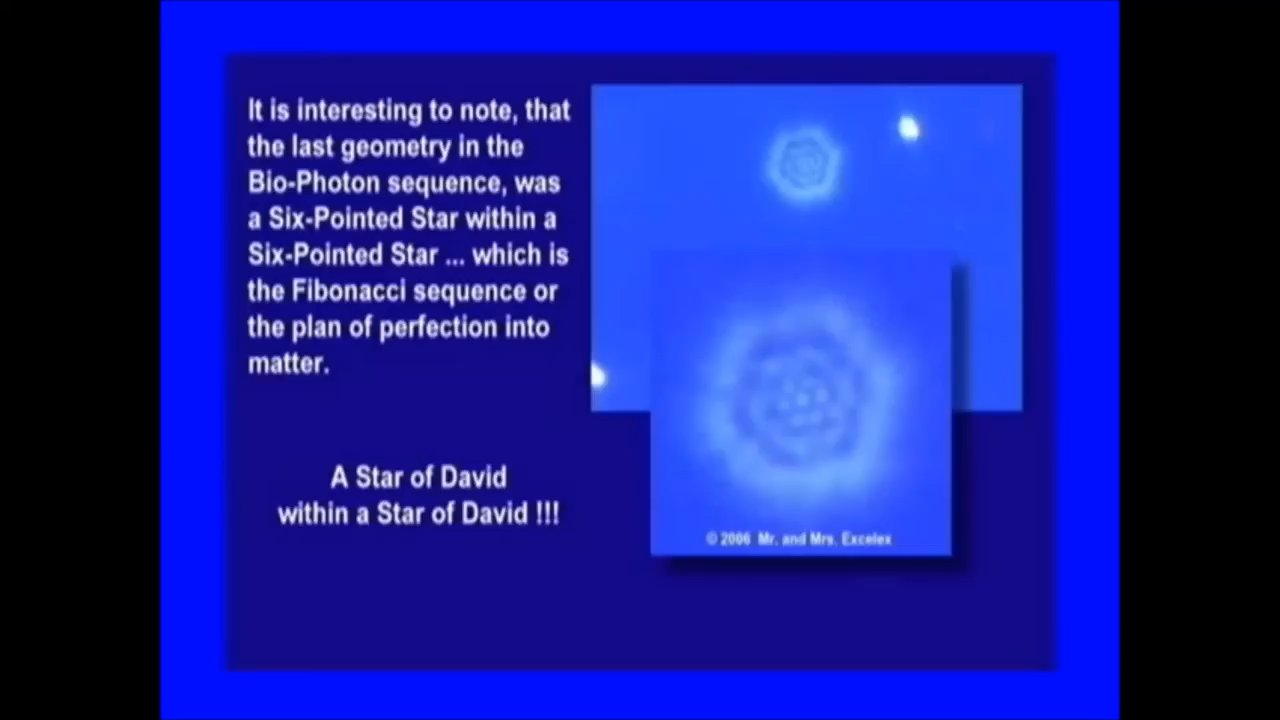 It is interesting to note, that
the last geometry in the
Bio-Photon sequence, was
a Six-Pointed Star within a
Six-Pointed Star ... which is
the Fibonacci sequence or
the plan of perfection into
matter.
A Star of David
within a Star of David !!!
© 2006 Mr. and Mrs. Excelex